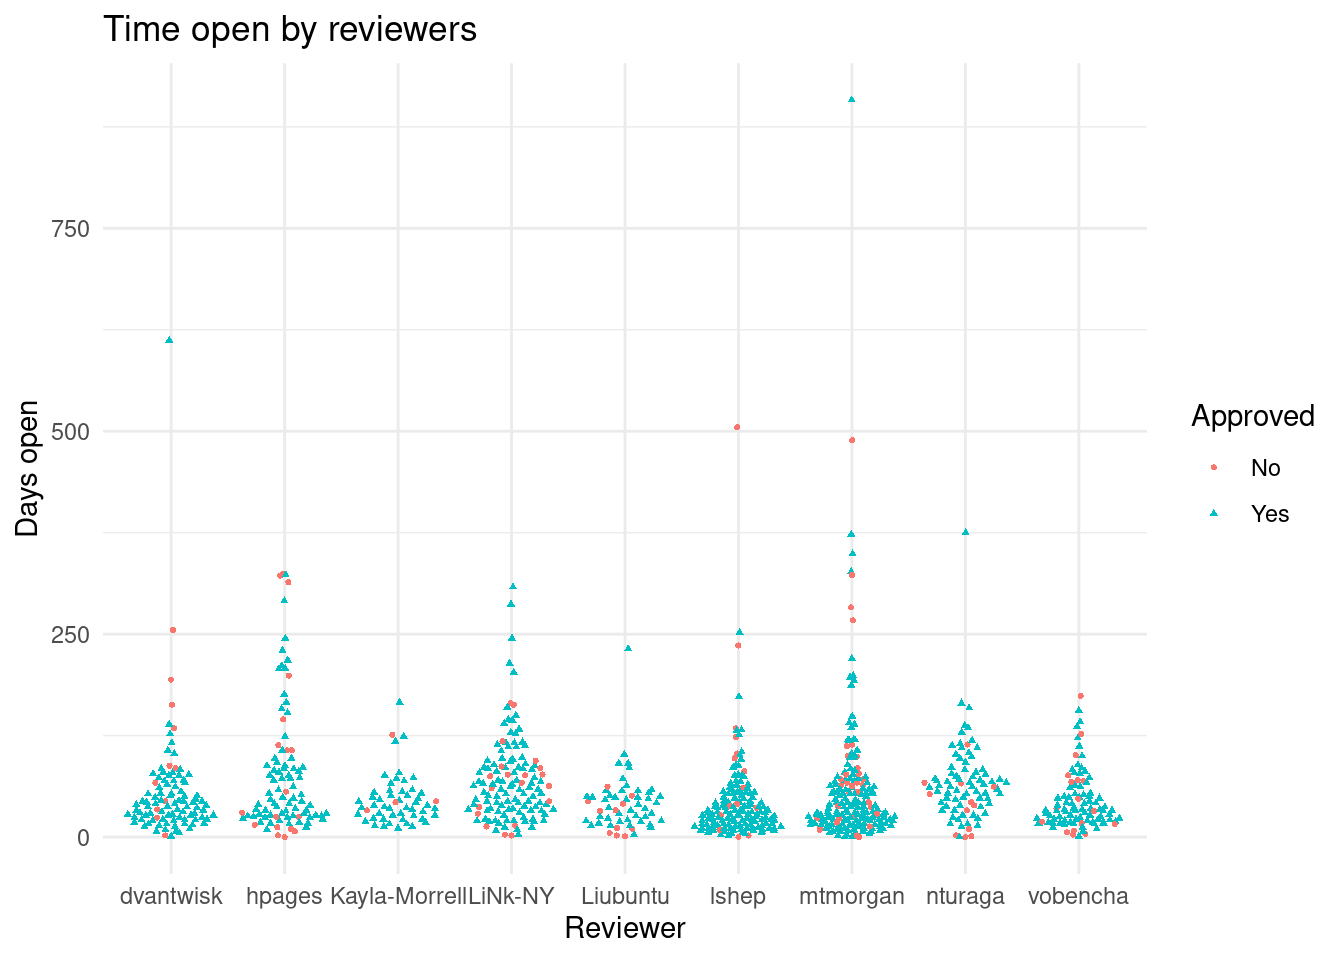 Time open by reviewers
Days open
750
500
250
0
dvantwisk hpages Kayla-Morrell LiNk-NY Liubuntu lshep mtmorgan nturaga vobencha
Reviewer
Approved
No
Yes